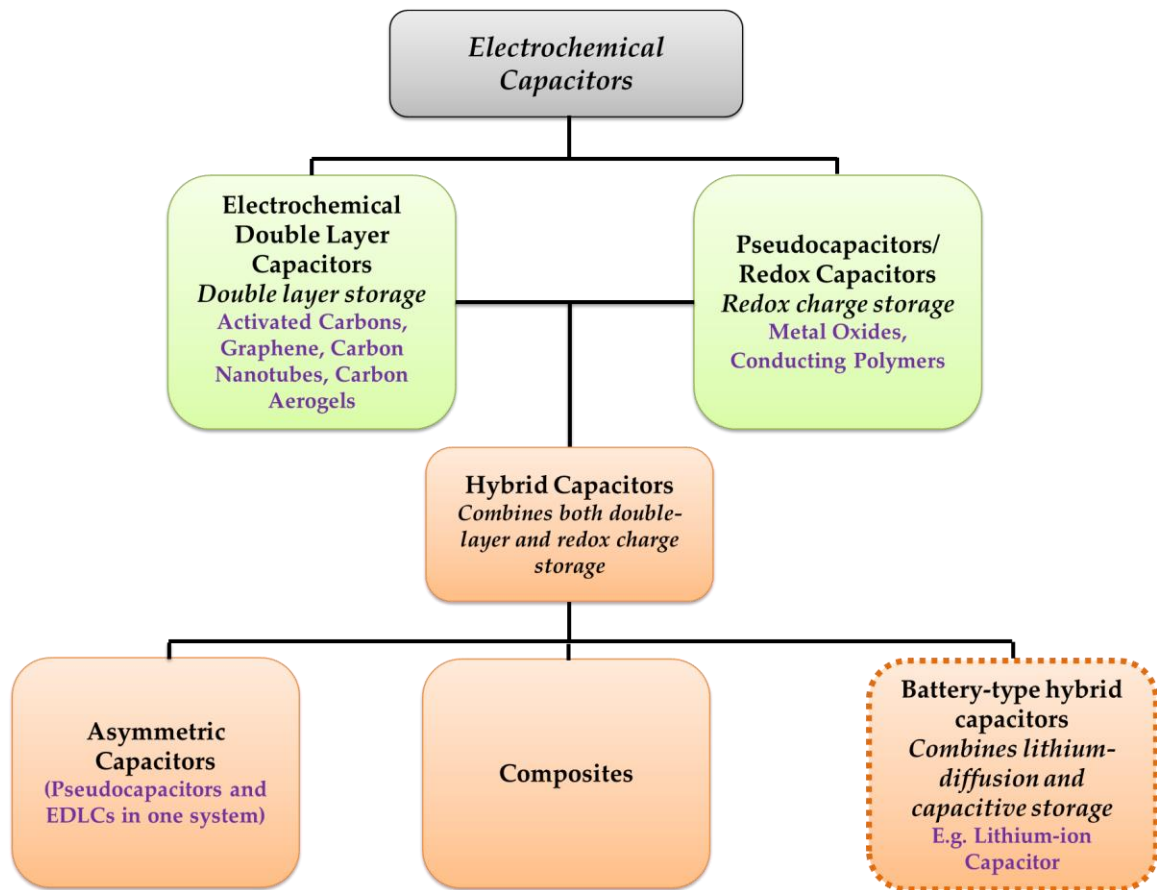 Electrochemical
Capacitors
Electrochemical
Double Layer
Capacitors
Double layer storage
Activated Carbons,
Graphene, Carbon
Nanotubes, Carbon
Aerogels
Pseudocapacitors/
Redox Capacitors
Redox charge storage
Metal Oxides,
Conducting Polymers
Hybrid Capacitors
Combines both double-
layer and redox charge
storage
Asymmetric
Capacitors
(Pseudocapacitors and
EDLCs in one system)
Composites
Battery-type hybrid
capacitors
Combines lithium-
diffusion and
capacitive storage
E.g. Lithium-ion
Capacitor